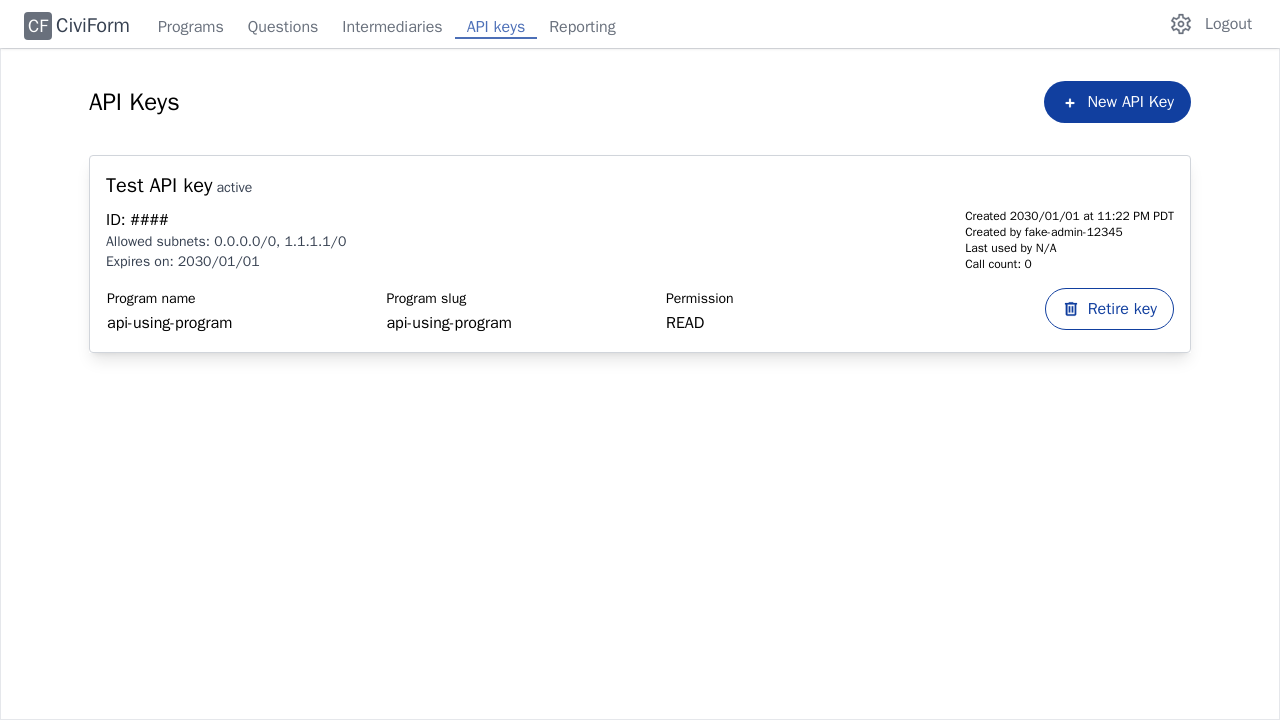 CF CiviForm Programs Questions Intermediaries API keys Reporting Logout
API Keys
+ New API Key
Test API key active
ID: ####
Allowed subnets: 0.0.0.0/0, 1.1.1.1/0
Expires on: 2030/01/01
Created 2030/01/01 at 11:22 PM PDT
Created by fake-admin-12345
Last used by N/A
Call count: 0
Program name Program slug Permission
api-using-program api-using-program READ
Retire key